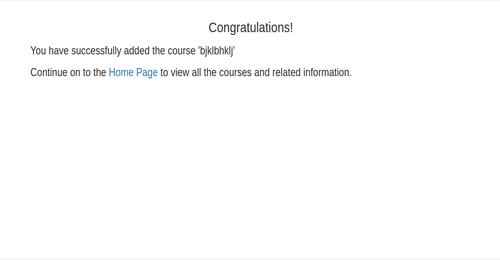 Congratulations!
You have successfully added the course 'bjklbhklj'
Continue on to the Home Page to view all the courses and related information.